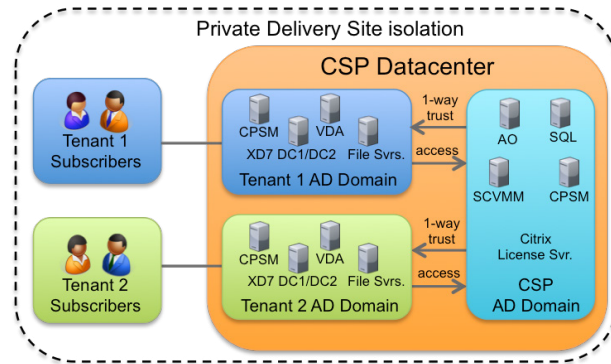 Private Delivery Site isolation
CSP Datacenter
Tenant 1
Subscribers
CPSM
VDA
XD7 DC1/DC2 File Svrs.
Tenant 1 AD Domain
1-way
trust
access
AO
SQL
SCVMM
CPSM
Tenant 2
Subscribers
CPSM
VDA
XD7 DC1/DC2 File Svrs.
Tenant 2 AD Domain
1-way
trust
access
Citrix
License Svr.
CSP
AD Domain